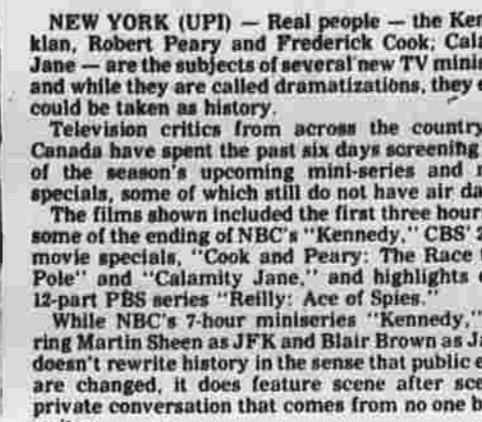 NEW YORK (UPI) — Real people — the Ken
klan, Robert Peary and Frederick Cook, Cala
Jane — are the subjects of several new TV minis
and while they are called dramatizations, they
could be taken as history.
Television critics from across the country
Canada have spent the past six days screening
of the season's upcoming mini-series and
specials, some of which still do not have air da
The films shown included the first three hour
some of the ending of NBC's "Kennedy," CBS'
movie specials, "Cook and Peary: The Race
Pole" and "Calamity Jane," and highlights
12-part PBS series "Reilly: Ace of Spies."
While NBC's 7-hour miniseries "Kennedy,"
ring Martin Sheen as JFK and Blair Brown as Ja
doesn't rewrite history in the sense that public e
are changed, it does feature scene after sce
private conversation that comes from no one b